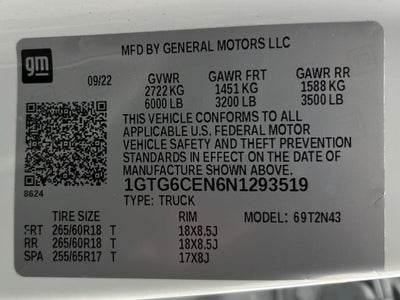 MFD BY GENERAL MOTORS LLC
gm
09/22 GVWR GAWR FRT GAWR RR
2722 KG 1451 KG 1588 KG
6000 LB 3200 LB 3500 LB
THIS VEHICLE CONFORMS TO ALL
APPLICABLE U.S. FEDERAL MOTOR
VEHICLE SAFETY AND THEFT PREVENTION
STANDARDS IN EFFECT ON THE DATE OF
MANUFACTURE SHOWN ABOVE.
8624 1GTG6CEN6N1293519
TYPE: TRUCK
TIRE SIZE RIM MODEL: 69T2N43
FRT 265/60R18 T 18X8.5J
RR 265/60R18 T 18X8.5J
SPA 255/65R17 T 17X8J